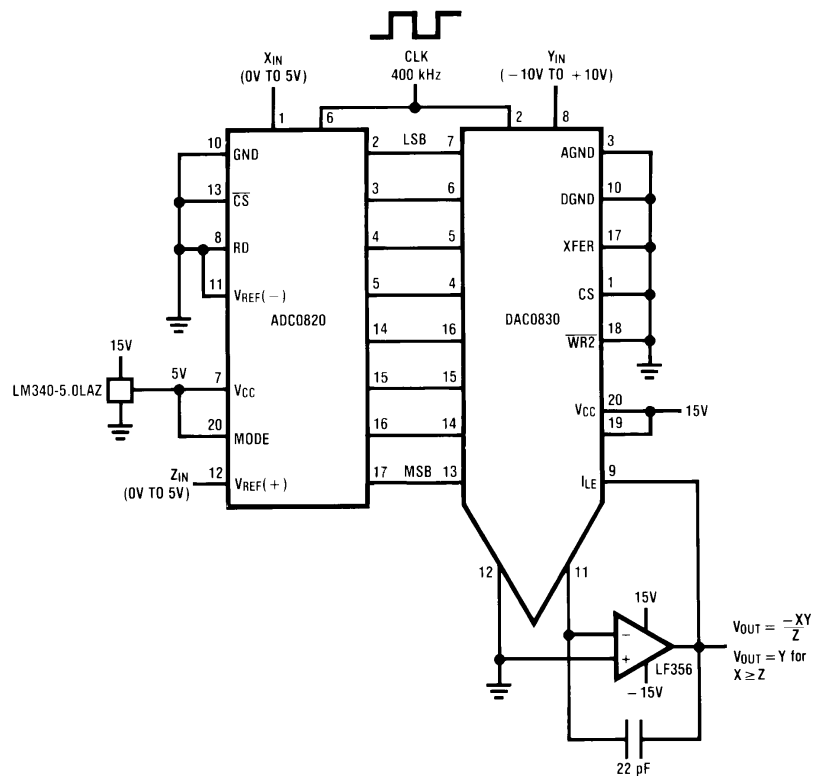 XIN
(0V TO 5V)
CLK
400 kHz
YIN
(−10V TO +10V)
1
6
2
8
10
GND
13
CS
8
RD
11
VREF(−)
ADC0820
15V
5V
LM340-5.0LAZ
7
VCC
20
MODE
ZIN
(0V TO 5V)
12
VREF(+)
2 LSB 7
3 6
4 5
5 4
14 16
15 15
16 14
17 MSB 13
DAC0830
AGND
3
DGND
10
XFER
17
CS
1
WR2
18
VCC
20
19
15V
ILE
9
12
11
15V
−
+
LF356
−15V
22 pF
VOUT = −XY
Z
VOUT = Y for
X ≥ Z